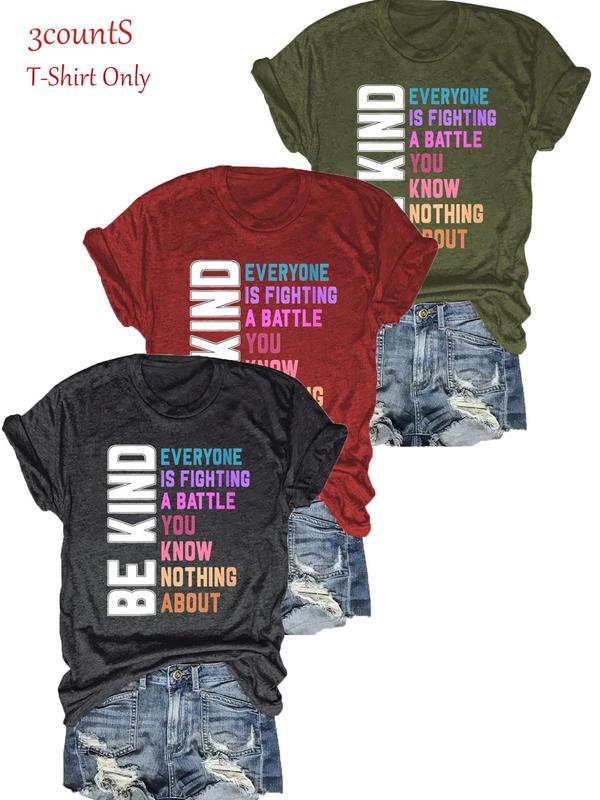 3countS
T-Shirt Only
KIND
EVERYONE
IS FIGHTING
A BATTLE
YOU
KNOW
NOTHING
KIND
EVERYONE
IS FIGHTING
A BATTLE
YOU
KNOW
BE KIND
EVERYONE
IS FIGHTING
A BATTLE
YOU
KNOW
NOTHING
ABOUT